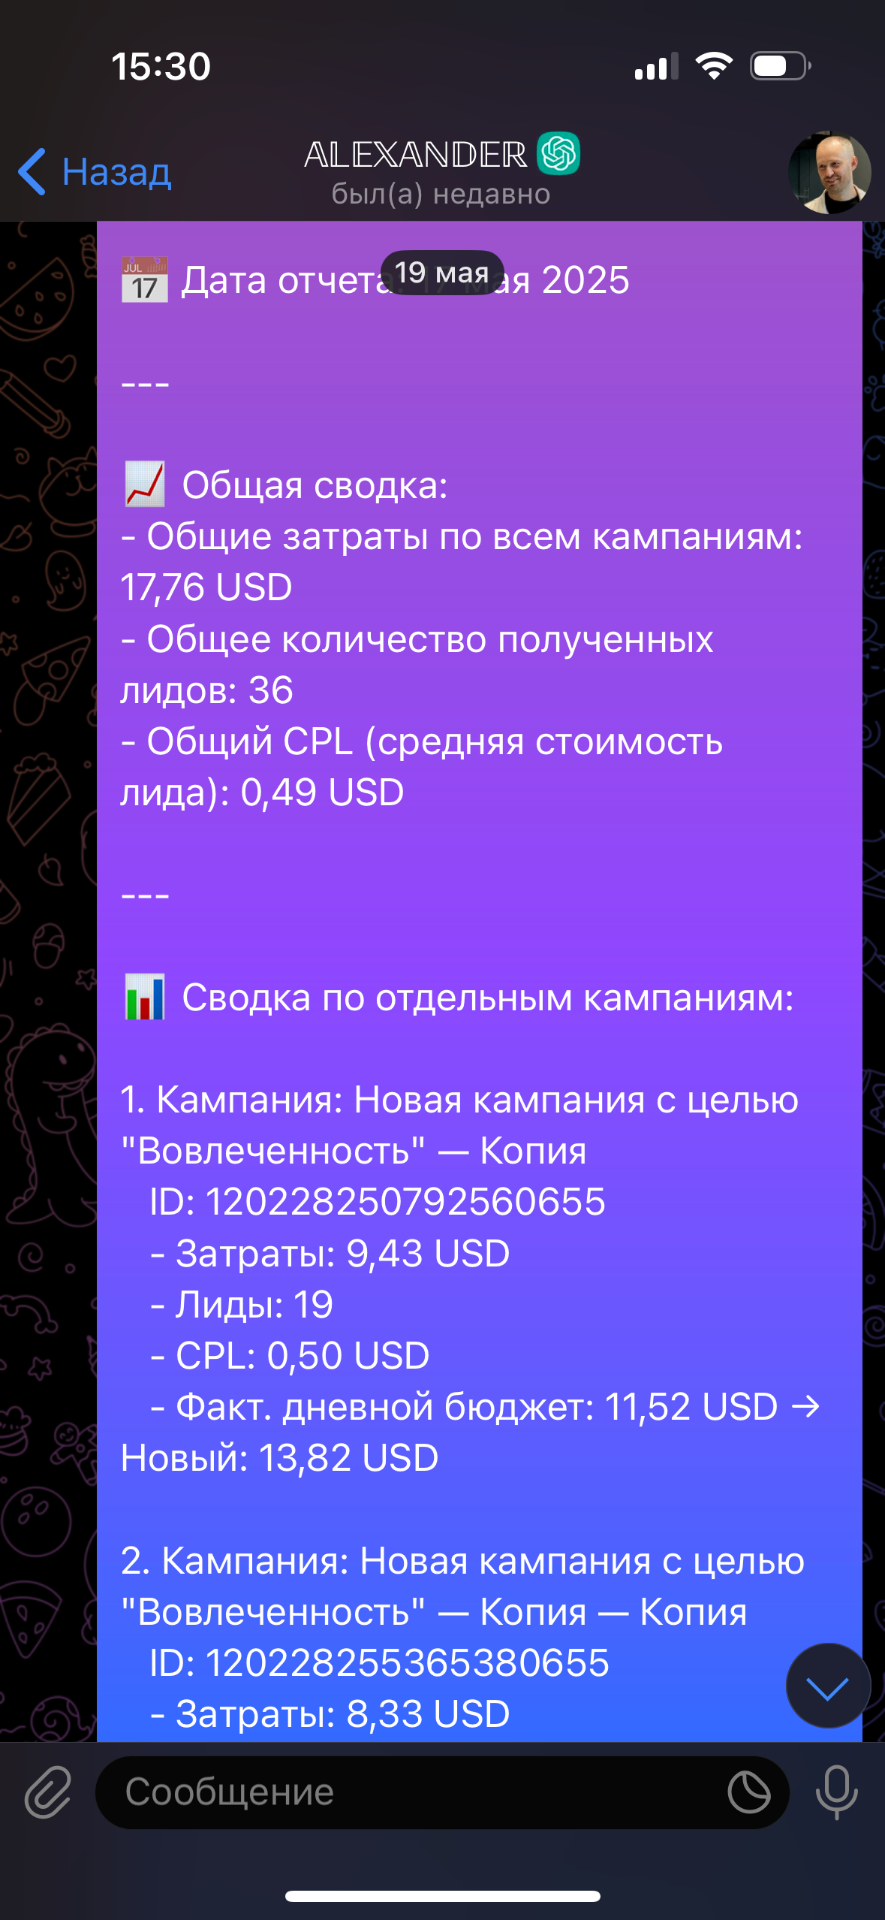 15:30
Назад
ALEXANDER
был(а) недавно
19 мая
JUL
17
Дата отчета: 17 мая 2025
---
Общая сводка:
- Общие затраты по всем кампаниям:
17,76 USD
- Общее количество полученных
лидов: 36
- Общий CPL (средняя стоимость
лида): 0,49 USD
---
Сводка по отдельным кампаниям:
1. Кампания: Новая кампания с целью
"Вовлеченность" — Копия
ID: 120228250792560655
- Затраты: 9,43 USD
- Лиды: 19
- CPL: 0,50 USD
- Факт. дневной бюджет: 11,52 USD →
Новый: 13,82 USD
2. Кампания: Новая кампания с целью
"Вовлеченность" — Копия — Копия
ID: 120228255365380655
- Затраты: 8,33 USD
Сообщение